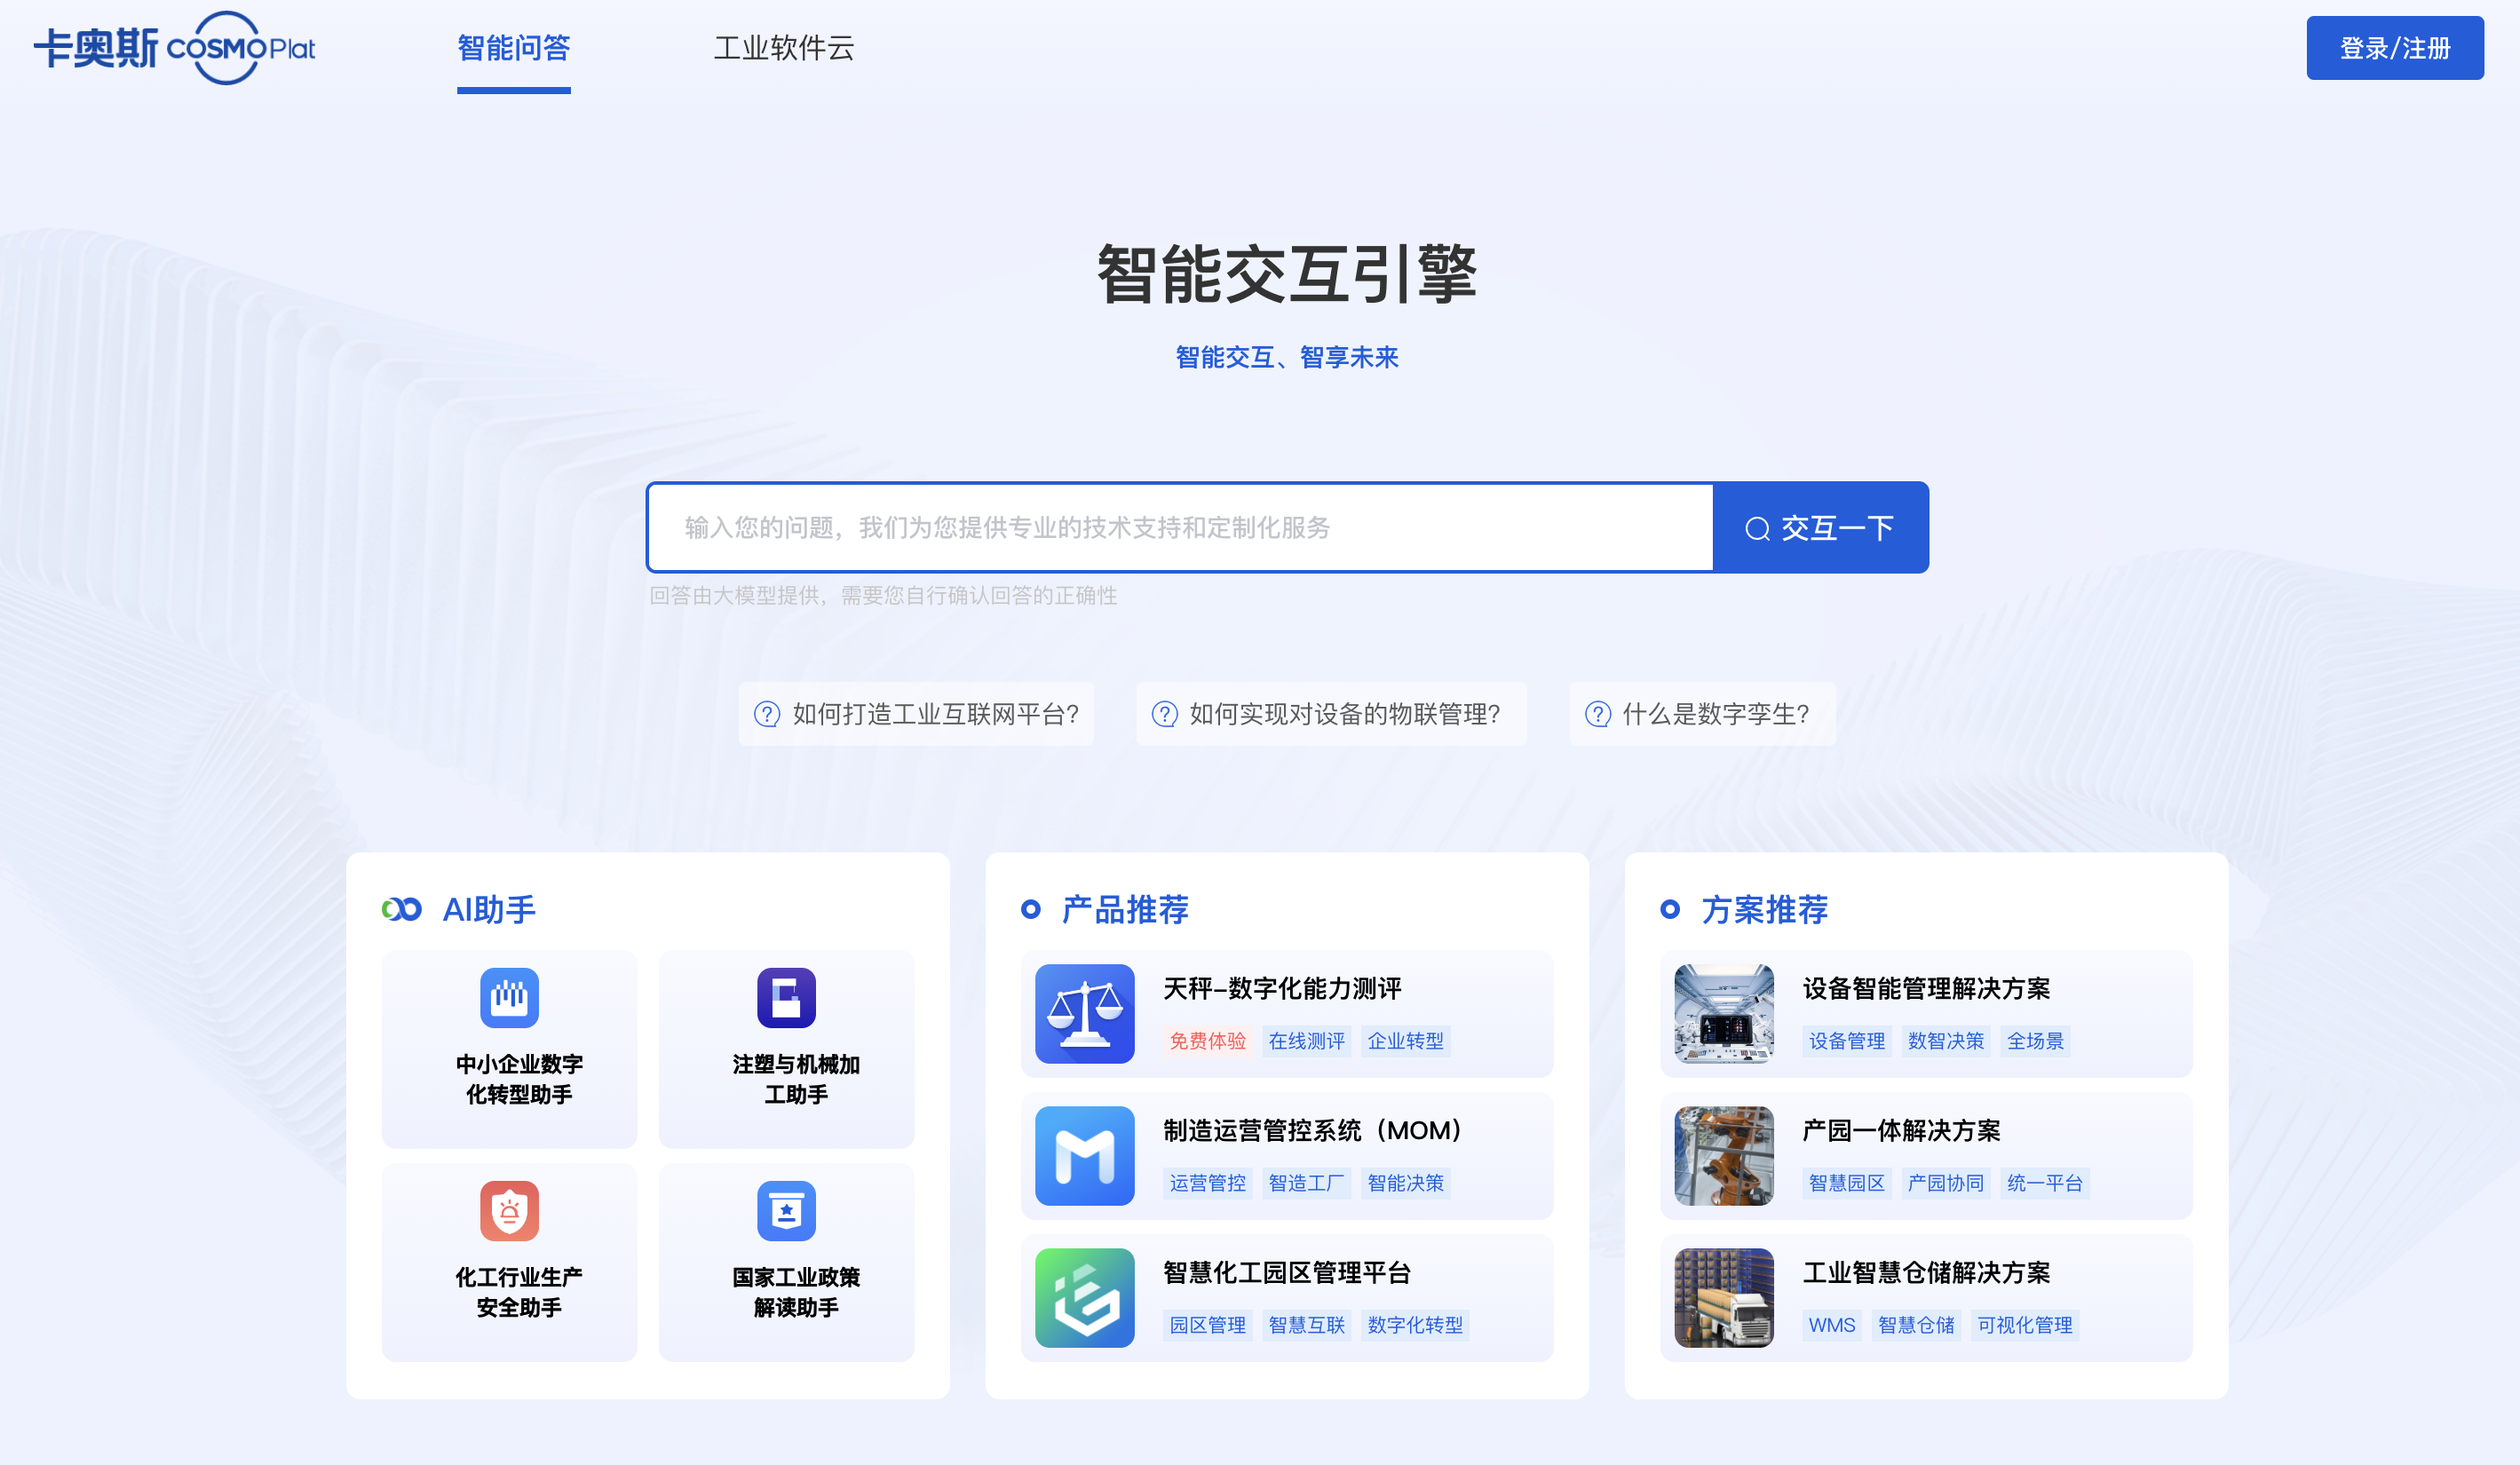 卡奥斯 COSMOPlat
智能问答
工业软件云
登录/注册
智能交互引擎
智能交互、智享未来
输入您的问题，我们为您提供专业的技术支持和定制化服务
交互一下
回答由大模型提供，需要您自行确认回答的正确性
如何打造工业互联网平台?
如何实现对设备的物联管理?
什么是数字孪生?
AI助手
中小企业数字
化转型助手
注塑与机械加
工助手
化工行业生产
安全助手
国家工业政策
解读助手
产品推荐
天秤-数字化能力测评
免费体验 在线测评 企业转型
制造运营管控系统（MOM）
运营管控 智造工厂 智能决策
智慧化工园区管理平台
园区管理 智慧互联 数字化转型
方案推荐
设备智能管理解决方案
设备管理 数智决策 全场景
产园一体解决方案
智慧园区 产园协同 统一平台
工业智慧仓储解决方案
WMS 智慧仓储 可视化管理